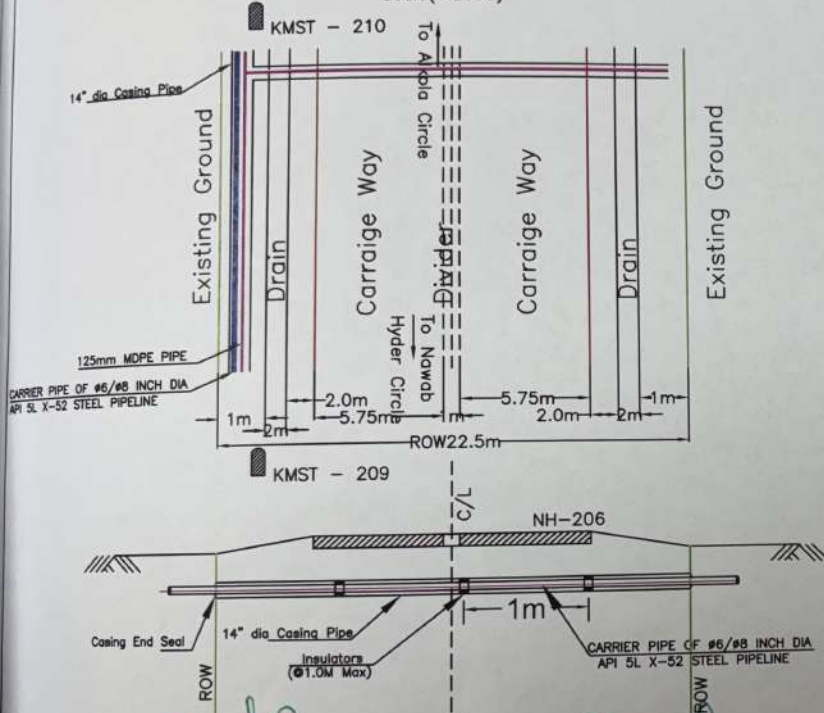 KMST - 210
14" dia Casing Pipe
To Alkola Circle
Existing Ground
Drain
Carraige Way
Divider
Carraige Way
Drain
Existing Ground
To Nawab
Hyder Circle
125mm MDPE PIPE
CARRIER PIPE OF ø6/ø8 INCH DIA
API 5L X-52 STEEL PIPELINE
1m
2m
2.0m
5.75m
1m
5.75m
2.0m
2m
1m
ROW22.5m
KMST - 209
C/L
NH-206
1m
Casing End Seal
14" dia Casing Pipe
Insulators
(@1.0M Max)
CARRIER PIPE OF ø6/ø8 INCH DIA
API 5L X-52 STEEL PIPELINE
ROW
ROW